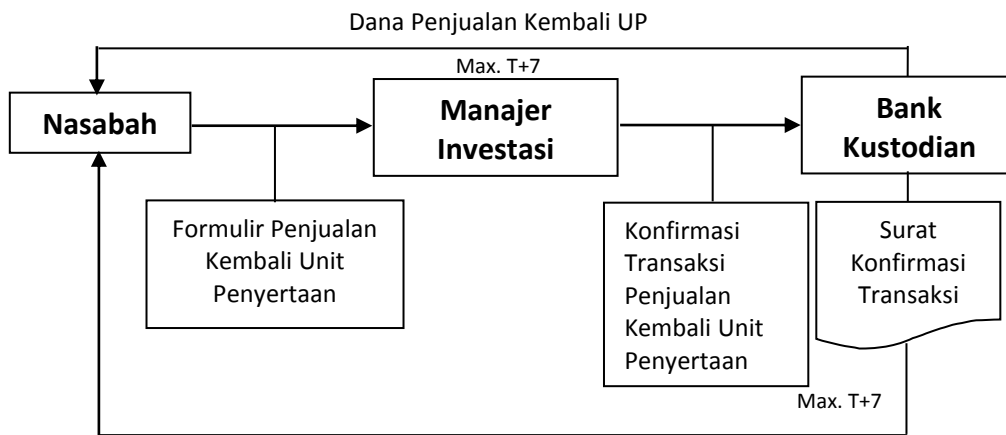 Dana Penjualan Kembali UP
Max. T+7
Nasabah
Manajer
Investasi
Bank
Kustodian
Formulir Penjualan
Kembali Unit
Penyertaan
Konfirmasi
Transaksi
Penjualan
Kembali Unit
Penyertaan
Surat
Konfirmasi
Transaksi
Max. T+7